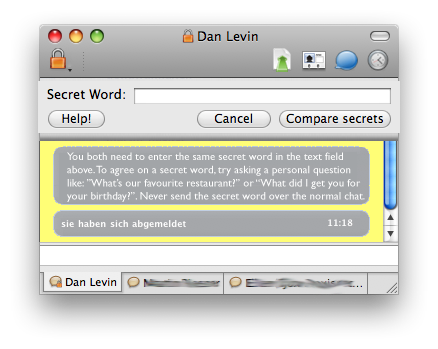 Dan Levin
Secret Word:
Help!
Cancel
Compare secrets
You both need to enter the same secret word in the text field
above. To agree on a secret word, try asking a personal question
like: "What's our favourite restaurant?" or "What did I get you for
your birthday?". Never send the secret word over the normal chat.
sie haben sich abgemeldet
11:18
Dan Levin